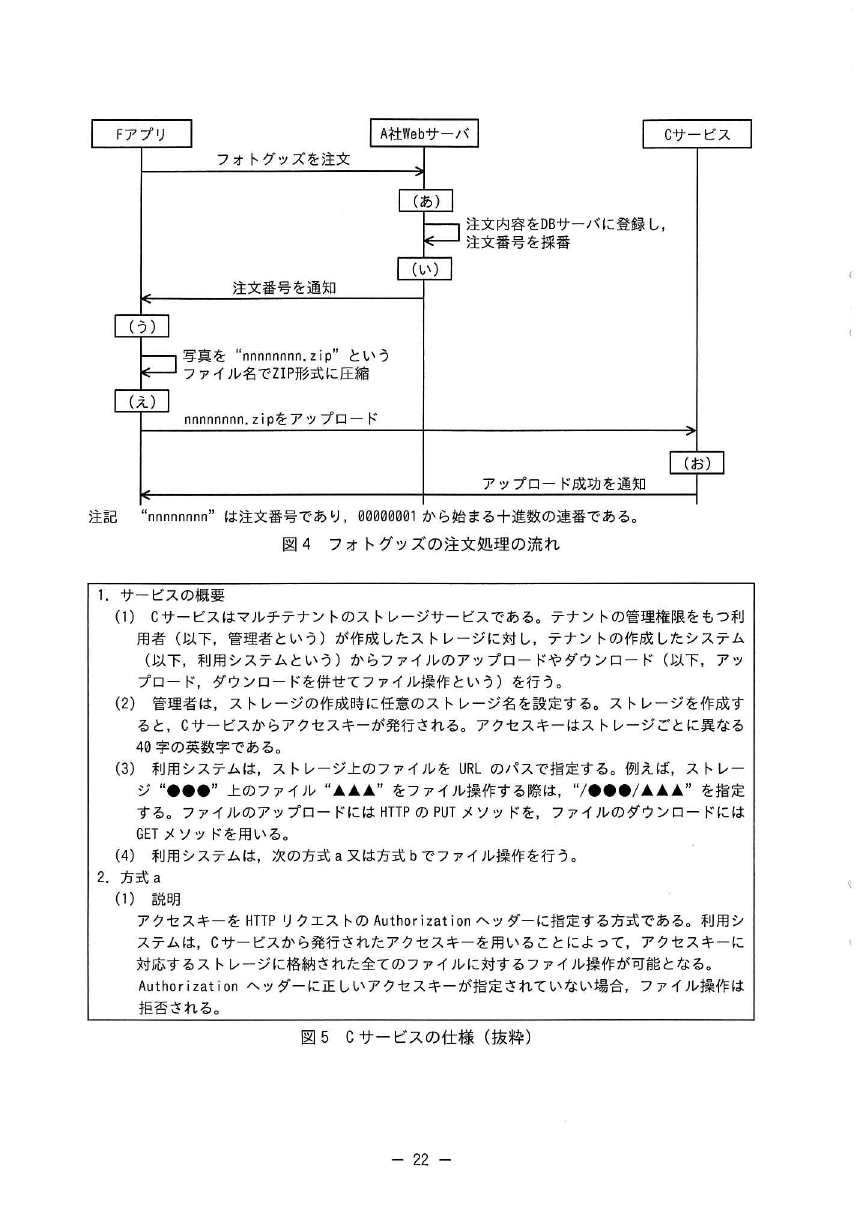 Fアプリ
A社Webサーバ
Cサービス
フォトグッズを注文
(あ)
注文内容をDBサーバに登録し，
注文番号を採番
(い)
注文番号を通知
(う)
写真を “nnnnnnnn.zip” という
ファイル名でZIP形式に圧縮
(え)
nnnnnnnn.zipをアップロード
(お)
アップロード成功を通知
注記　“nnnnnnnn” は注文番号であり，00000001 から始まる十進数の連番である。
図4　フォトグッズの注文処理の流れ
1. サービスの概要
(1) Cサービスはマルチテナントのストレージサービスである。テナントの管理権限をもつ利
用者（以下，管理者という）が作成したストレージに対し，テナントの作成したシステム
（以下，利用システムという）からファイルのアップロードやダウンロード（以下，アッ
プロード，ダウンロードを併せてファイル操作という）を行う。
(2) 管理者は，ストレージの作成時に任意のストレージ名を設定する。ストレージを作成す
ると，Cサービスからアクセスキーが発行される。アクセスキーはストレージごとに異なる
40 字の英数字である。
(3) 利用システムは，ストレージ上のファイルを URL のパスで指定する。例えば，ストレー
ジ “●●●” 上のファイル “▲▲▲” をファイル操作する際は，“/●●●/▲▲▲” を指定
する。ファイルのアップロードには HTTP の PUT メソッドを，ファイルのダウンロードには
GET メソッドを用いる。
(4) 利用システムは，次の方式 a 又は方式 b でファイル操作を行う。
2. 方式 a
(1) 説明
アクセスキーを HTTP リクエストの Authorization ヘッダーに指定する方式である。利用シ
ステムは，Cサービスから発行されたアクセスキーを用いることによって，アクセスキーに
対応するストレージに格納された全てのファイルに対するファイル操作が可能となる。
Authorization ヘッダーに正しいアクセスキーが指定されていない場合，ファイル操作は
拒否される。
図5　C サービスの仕様（抜粋）
― 22 ―